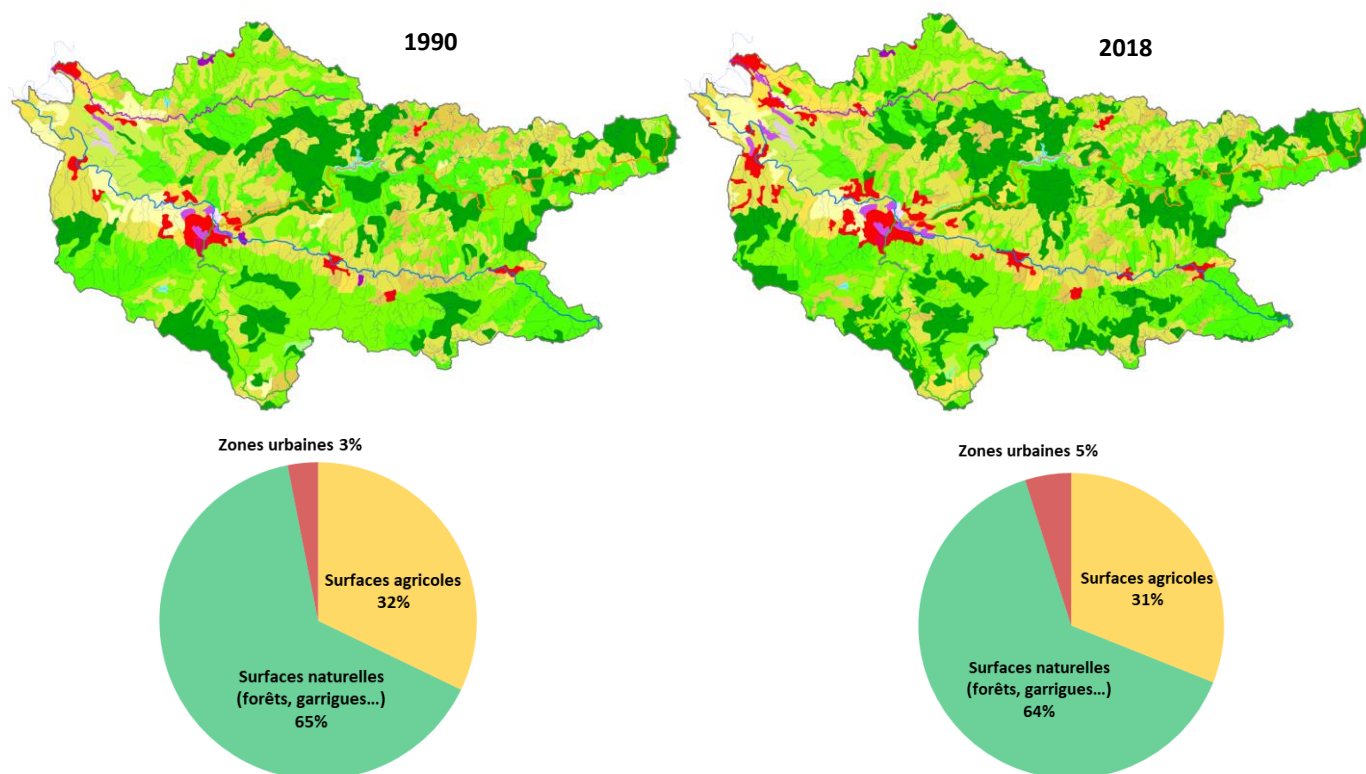 1990
2018
Zones urbaines 3%
Surfaces agricoles
32%
Surfaces naturelles
(forêts, garrigues…)
65%
Zones urbaines 5%
Surfaces agricoles
31%
Surfaces naturelles
(forêts, garrigues…)
64%